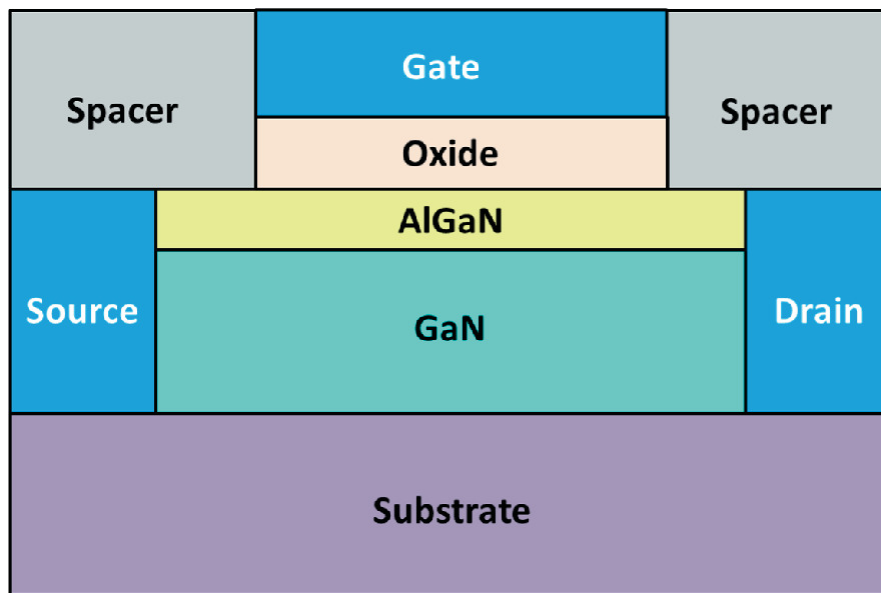 Gate
Spacer
Spacer
Oxide
AlGaN
Source
Drain
GaN
Substrate